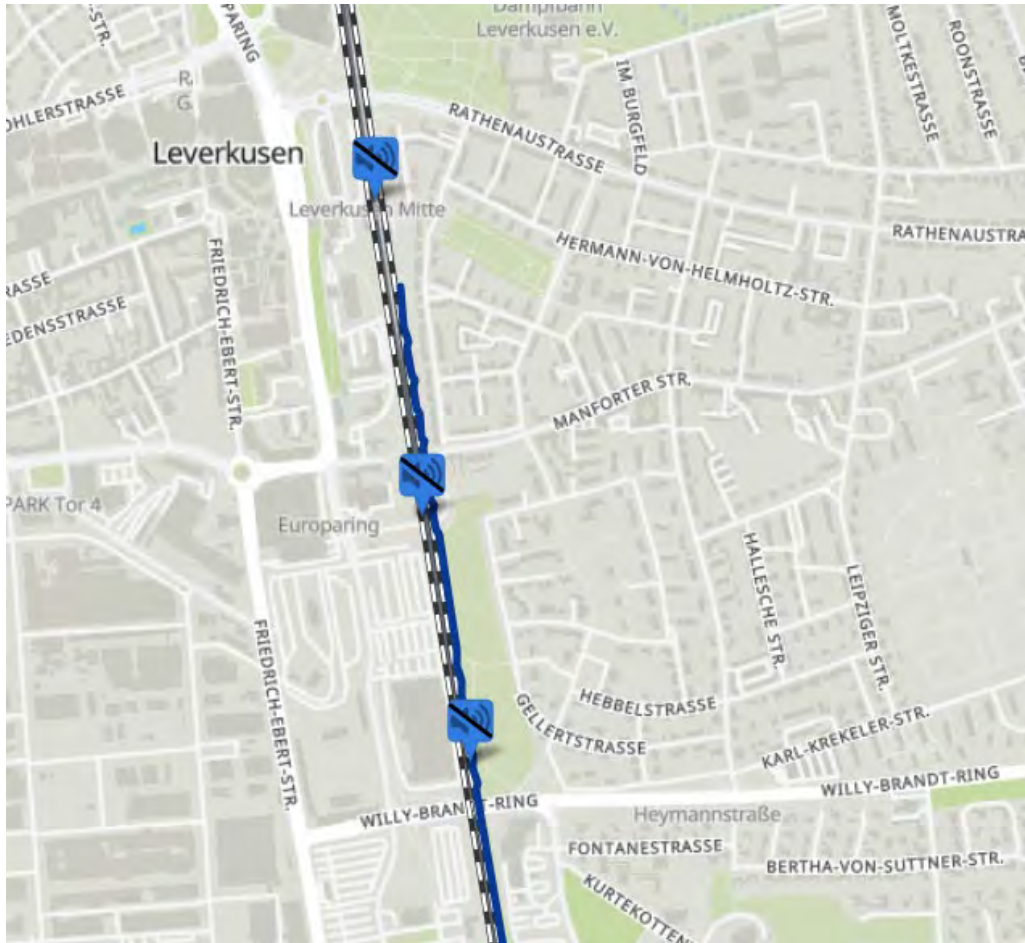 Dampfbahn
Leverkusen e.V.
-STR.
PARING
MOLTKESTRASSE
ROONSTRASSE
IM BURGFELD
R.
G.
OHLERSTRASSE
RATHENAUSTRASSE
Leverkusen
Leverkusen Mitte
RATHENAUSTRA
HERMANN-VON-HELMHOLTZ-STR.
FRIEDRICH-EBERT-STR.
RASSE
EDENSSTRASSE
MANFORTER STR.
PARK Tor 4
Europaring
HALLESCHE STR.
LEIPZIGER STR.
FRIEDRICH-EBERT-STR.
HEBBELSTRASSE
GELLERTSTRASSE
KARL-KREKELER-STR.
WILLY-BRANDT-RING
WILLY-BRANDT-RING
Heymannstraße
FONTANESTRASSE
BERTHA-VON-SUTTNER-STR.
KURTEKOTTEN